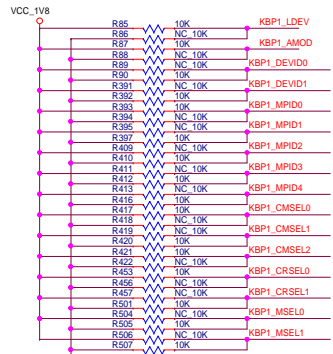 VCC_1V8
R85 10K KBP1_LDEV
R86 NC_10K
R87 10K KBP1_AMOD
R88 10K
R89 NC_10K KBP1_DEVID0
R90 10K
R391 NC_10K KBP1_DEVID1
R392 10K
R393 NC_10K KBP1_MPID0
R394 10K
R395 NC_10K KBP1_MPID1
R397 10K
R409 NC_10K KBP1_MPID2
R410 10K
R411 NC_10K KBP1_MPID3
R412 10K
R413 NC_10K KBP1_MPID4
R416 10K
R417 10K KBP1_CMSEL0
R418 NC_10K
R419 NC_10K KBP1_CMSEL1
R420 10K
R421 10K KBP1_CMSEL2
R422 NC_10K
R453 10K KBP1_CRSEL0
R456 NC_10K
R457 NC_10K KBP1_CRSEL1
R501 10K
R504 NC_10K KBP1_MSEL0
R505 10K
R506 NC_10K KBP1_MSEL1
R507 10K